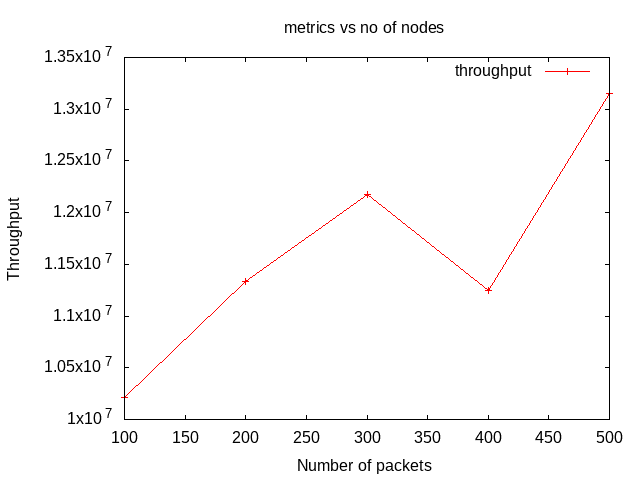 metrics vs no of nodes
1.35x10 7
throughput
1.3x10 7
1.25x10 7
1.2x10 7
1.15x10 7
1.1x10 7
1.05x10 7
1x10 7
Throughput
100 150 200 250 300 350 400 450 500
Number of packets